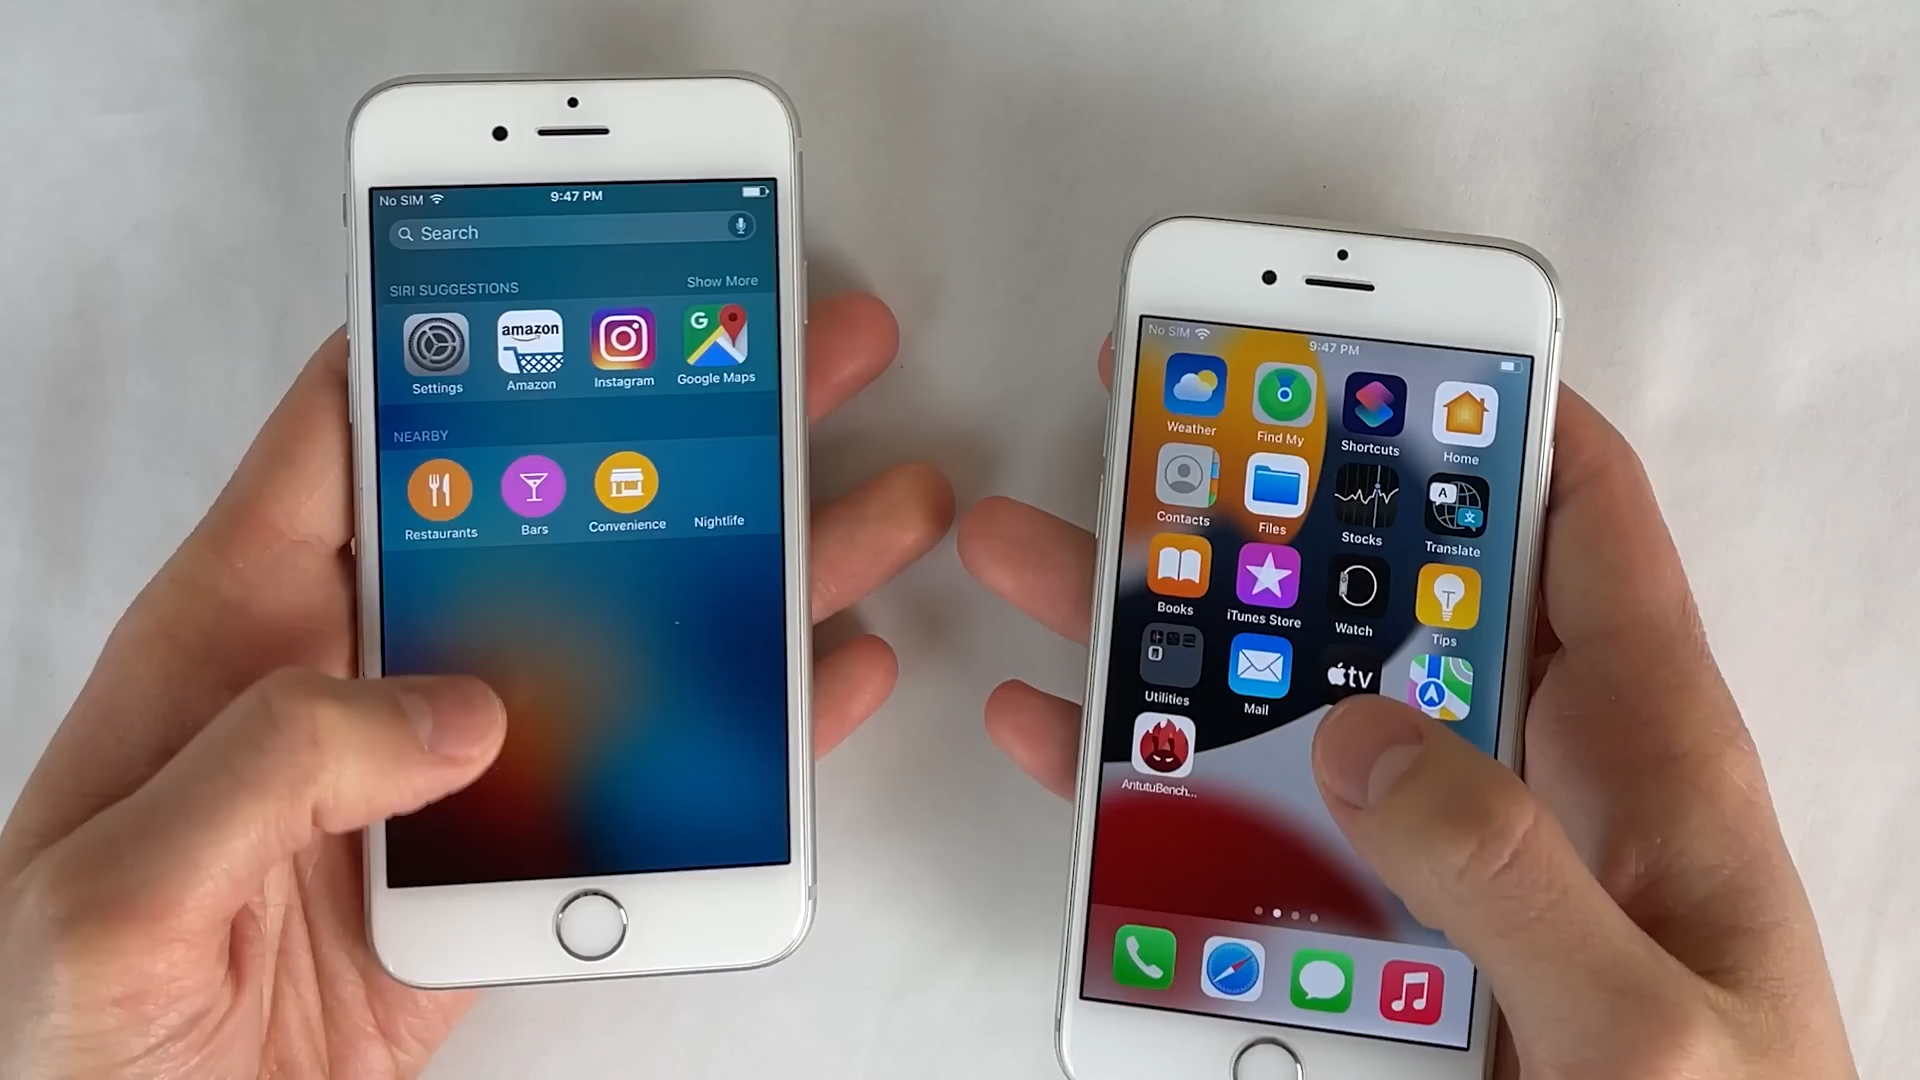 No SIM 9:47 PM
Search
SIRI SUGGESTIONS Show More
amazon
G
Settings Amazon Instagram Google Maps
NEARBY
Restaurants Bars Convenience Nightlife
No SIM 9:47 PM
Weather Find My Shortcuts Home
A
文
Contacts Files Stocks Translate
Books iTunes Store Watch Tips
tv
Utilities Mail
AntutuBench...